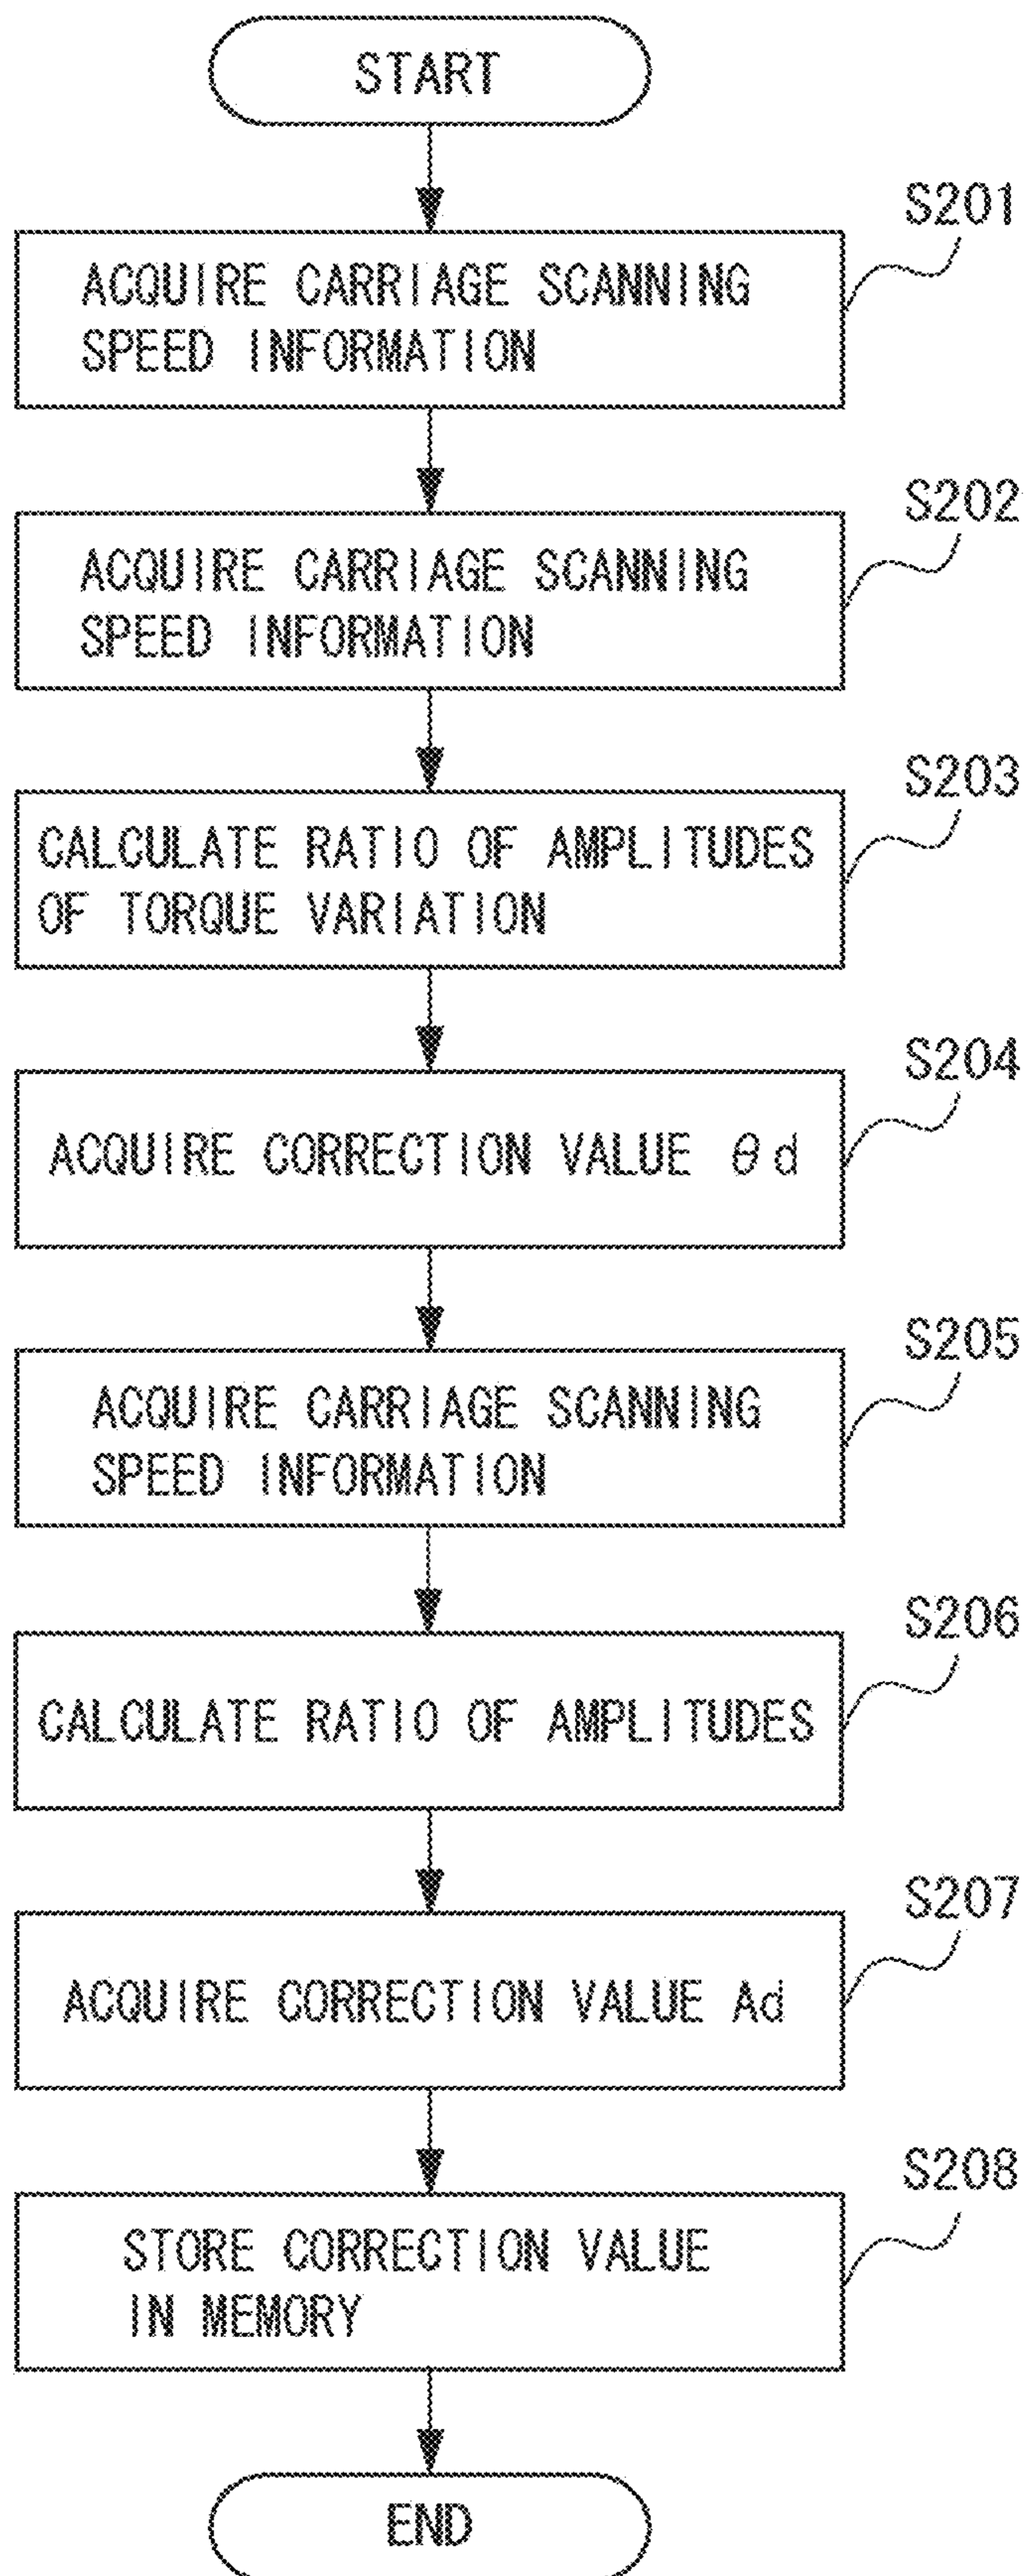 START
S201
ACQUIRE CARRIAGE SCANNING
SPEED INFORMATION
S202
ACQUIRE CARRIAGE SCANNING
SPEED INFORMATION
S203
CALCULATE RATIO OF AMPLITUDES
OF TORQUE VARIATION
S204
ACQUIRE CORRECTION VALUE θd
S205
ACQUIRE CARRIAGE SCANNING
SPEED INFORMATION
S206
CALCULATE RATIO OF AMPLITUDES
S207
ACQUIRE CORRECTION VALUE Ad
S208
STORE CORRECTION VALUE
IN MEMORY
END